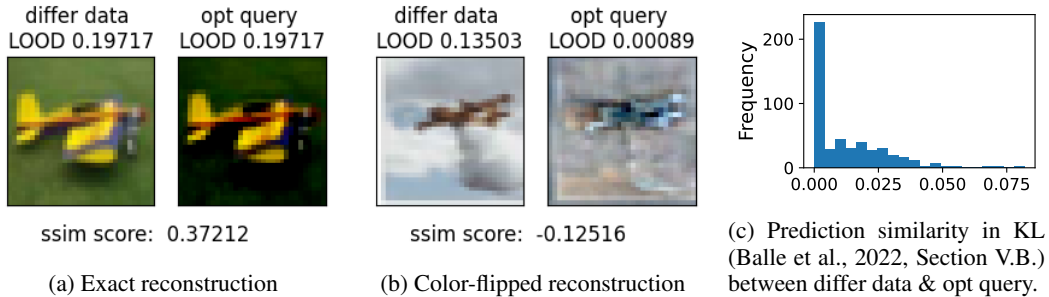 differ data
LOOD 0.19717
opt query
LOOD 0.19717
ssim score: 0.37212
(a) Exact reconstruction
differ data
LOOD 0.13503
opt query
LOOD 0.00089
ssim score: -0.12516
(b) Color-flipped reconstruction
Frequency
200
100
0
0.000 0.025 0.050 0.075
(c) Prediction similarity in KL
(Balle et al., 2022, Section V.B.)
between differ data & opt query.